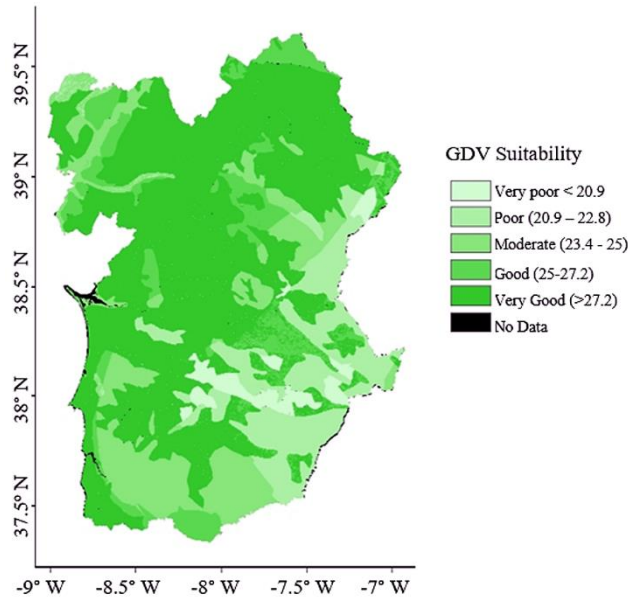 39.5° N
39° N
38.5° N
38° N
37.5° N
-9° W
-8.5° W
-8° W
-7.5° W
-7° W
GDV Suitability
Very poor < 20.9
Poor (20.9 – 22.8)
Moderate (23.4 - 25)
Good (25-27.2)
Very Good (>27.2)
No Data